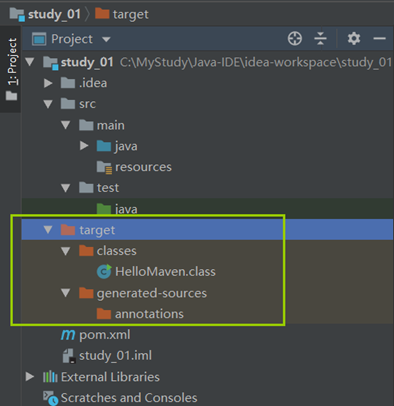 study_01 target
Project
1: Project
study_01 C:\MyStudy\Java-IDE\idea-workspace\study_01
.idea
src
main
java
resources
test
java
target
classes
HelloMaven.class
generated-sources
annotations
pom.xml
study_01.iml
External Libraries
Scratches and Consoles